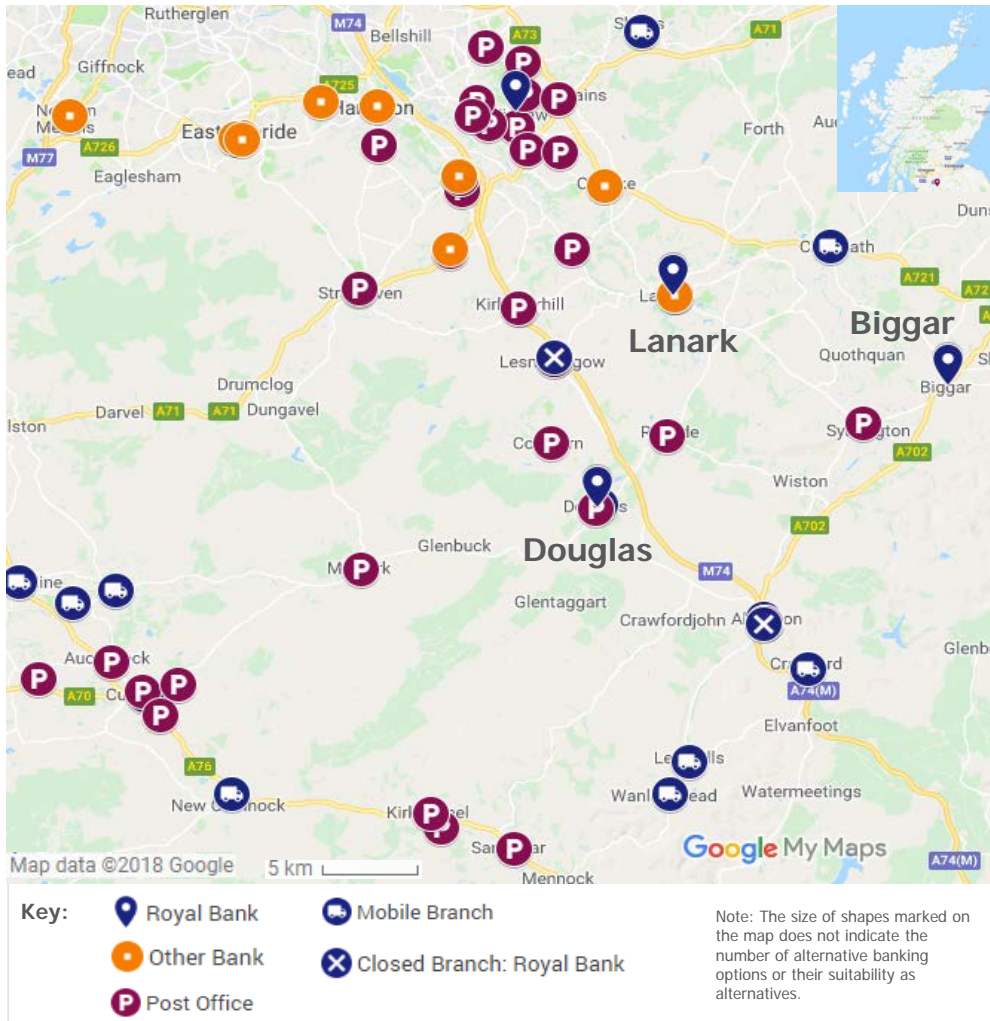 Rutherglen
M74
Bellshill
A73
A71
Giffnock
A725
ains
M77
A726
Eaglesham
Forth
Dun
A721
Lanark
Biggar
Quothquan
Biggar
Drumclog
Darvel A71 A71 Dungavel
lston
A702
Wiston
A702
Glenbuck
Douglas
M74
Glentaggart
Crawfordjohn
ine
Glenb
A70
A74(M)
Elvanfoot
A76
Watermeetings
Mennock
Google My Maps
A74(M)
Map data ©2018 Google 5 km
Key:
Royal Bank
Mobile Branch
Other Bank
Closed Branch: Royal Bank
Post Office
Note: The size of shapes marked on
the map does not indicate the
number of alternative banking
options or their suitability as
alternatives.